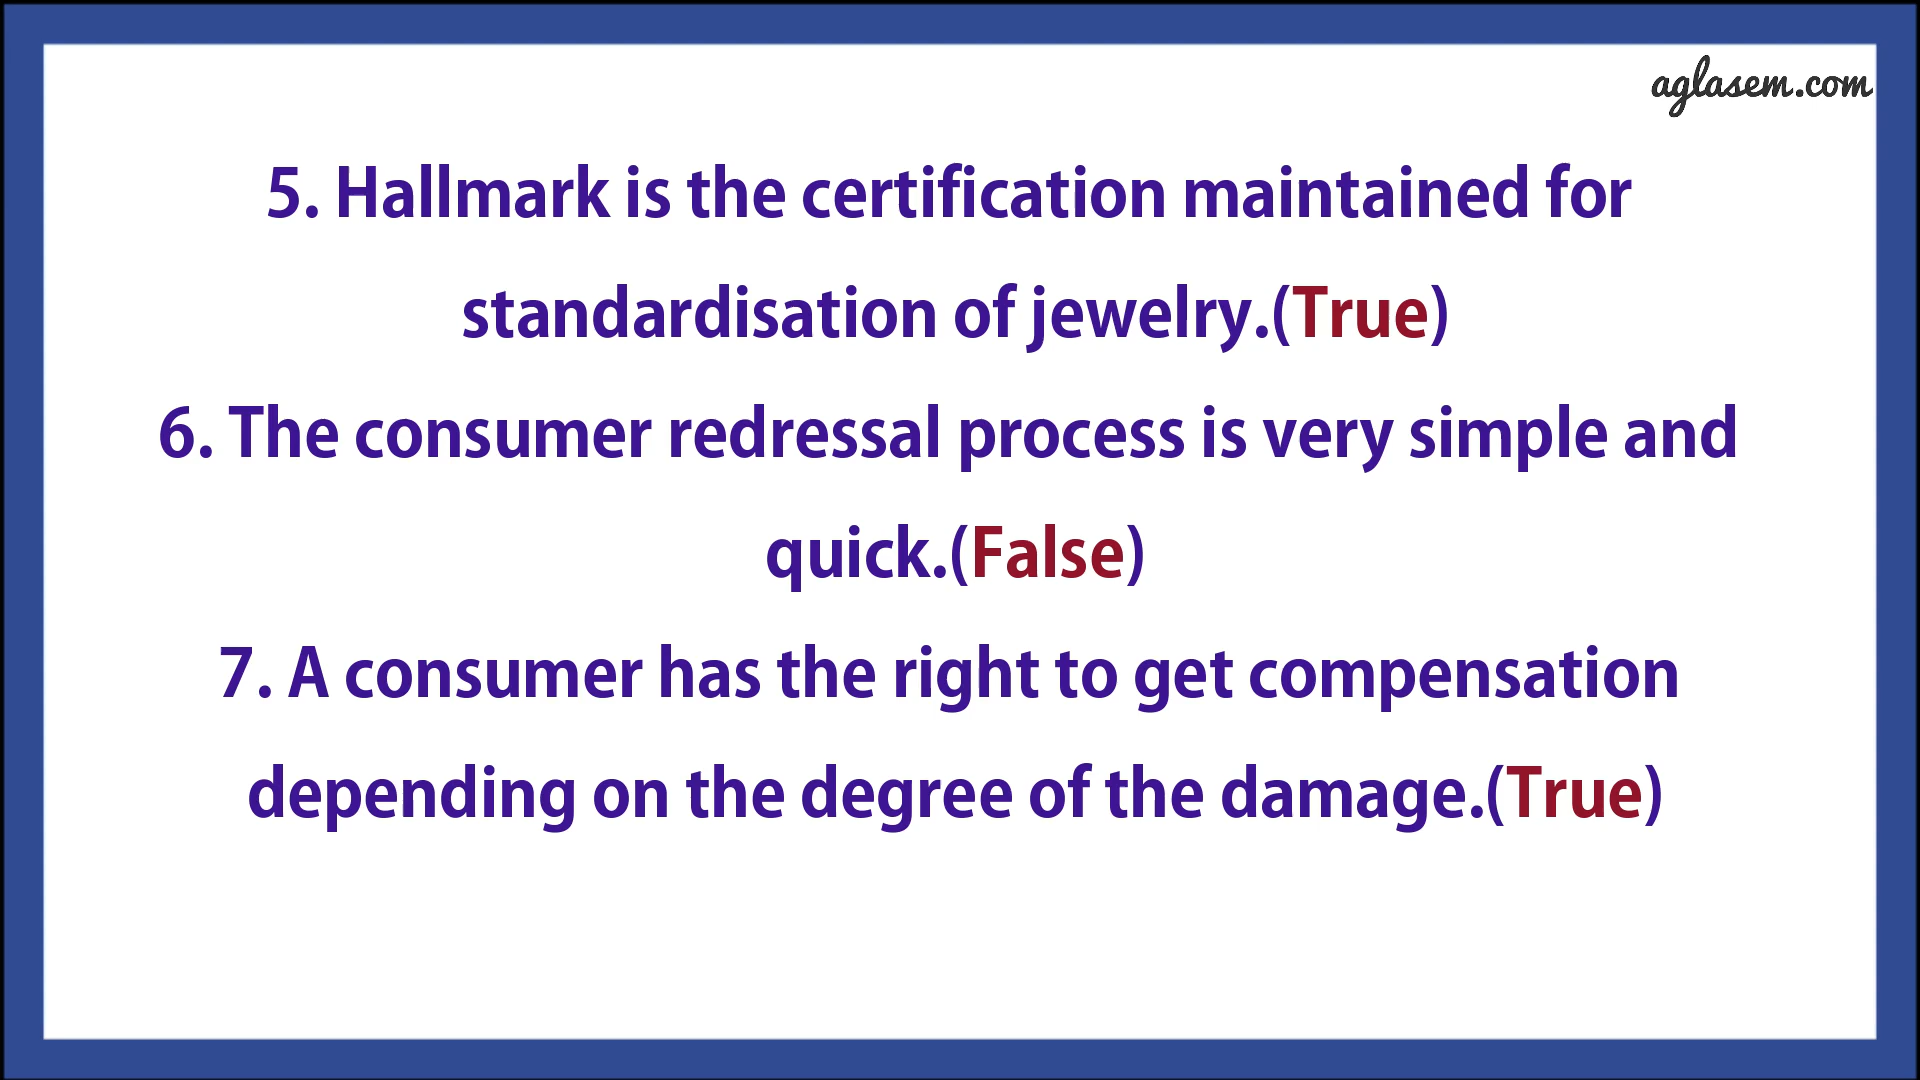 aglasem.com
5. Hallmark is the certification maintained for
standardisation of jewelry.(True)
6. The consumer redressal process is very simple and
quick.(False)
7. A consumer has the right to get compensation
depending on the degree of the damage.(True)